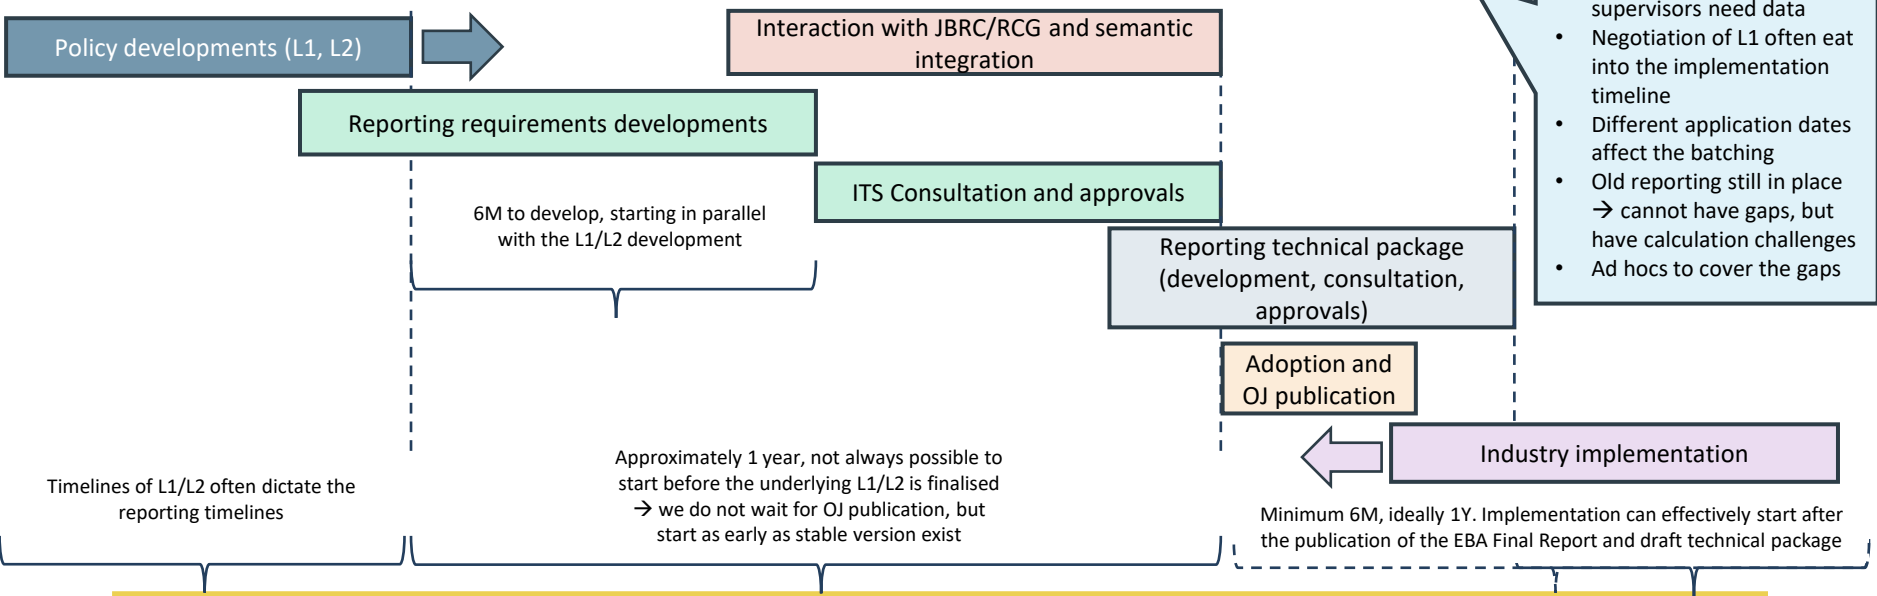 Policy developments (L1, L2)
Interaction with JBRC/RCG and semantic
integration
supervisors need data
• Negotiation of L1 often eat
into the implementation
timeline
• Different application dates
affect the batching
• Old reporting still in place
→ cannot have gaps, but
have calculation challenges
• Ad hocs to cover the gaps
Reporting requirements developments
ITS Consultation and approvals
6M to develop, starting in parallel
with the L1/L2 development
Reporting technical package
(development, consultation,
approvals)
Adoption and
OJ publication
Industry implementation
Timelines of L1/L2 often dictate the
reporting timelines
Approximately 1 year, not always possible to
start before the underlying L1/L2 is finalised
→ we do not wait for OJ publication, but
start as early as stable version exist
Minimum 6M, ideally 1Y. Implementation can effectively start after
the publication of the EBA Final Report and draft technical package